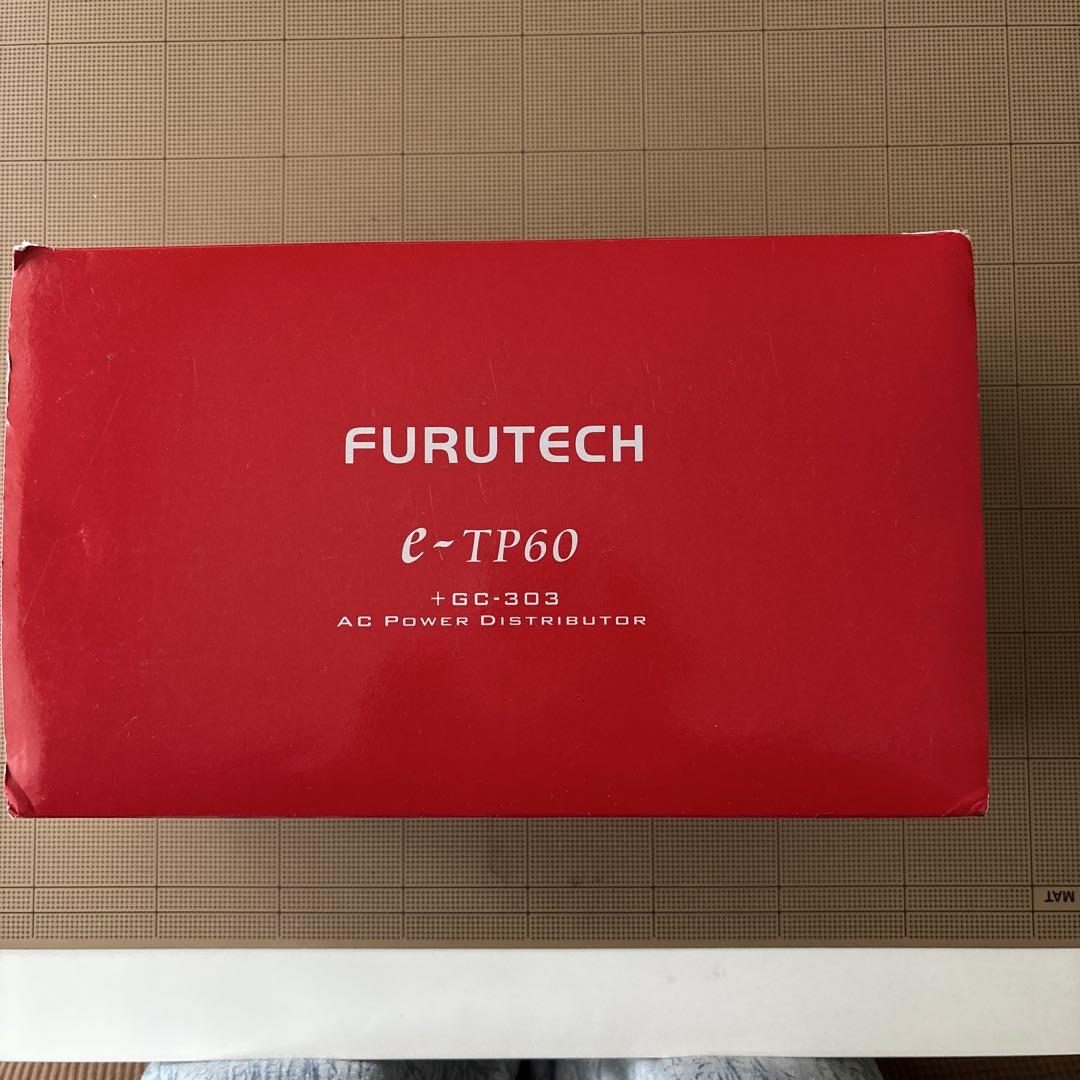 FURUTECH
e-TP60
+GC-303
AC POWER DISTRIBUTOR
MAT